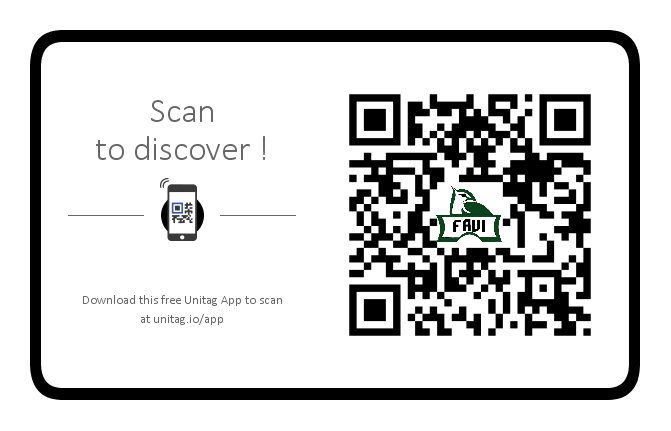 Scan
to discover !
Download this free Unitag App to scan
at unitag.io/app
FAVI